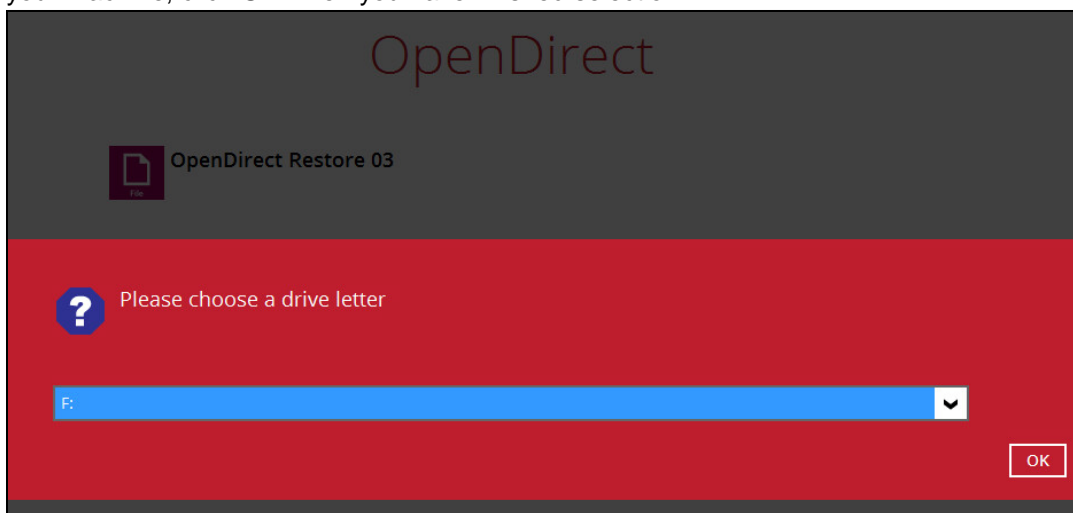 OpenDirect
OpenDirect Restore 03
File
Please choose a drive letter
F:
OK